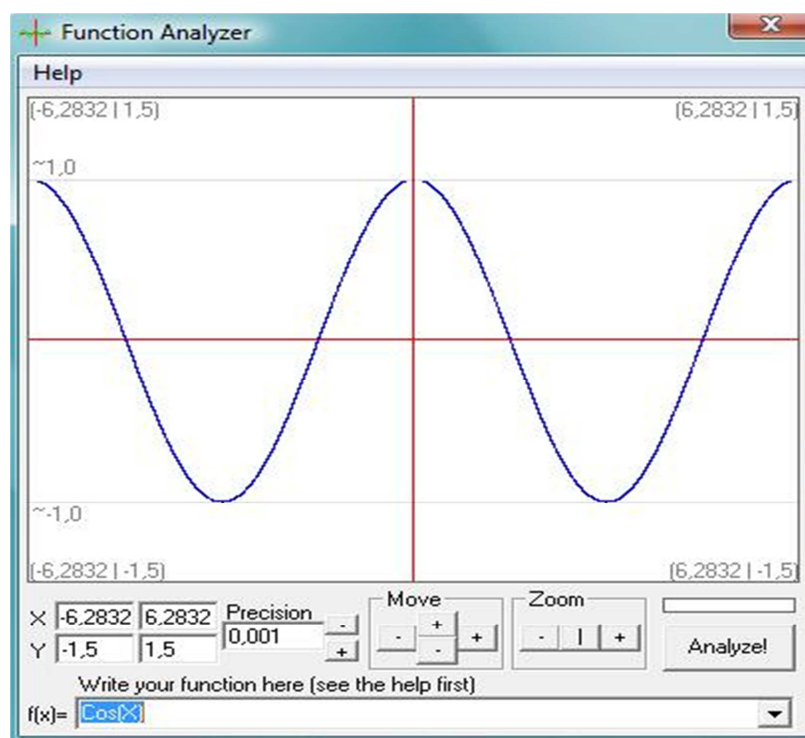 Function Analyzer
Help
(-6,2832 | 1,5) (6,2832 | 1,5)
~1,0
~-1,0
(-6,2832 | -1,5) (6,2832 | -1,5)
X -6,2832 6,2832 Precision Move Zoom
0,001 - + - + - | +
Y -1,5 1,5 + - Analyze!
Write your function here (see the help first)
f(x)= Cos(X)